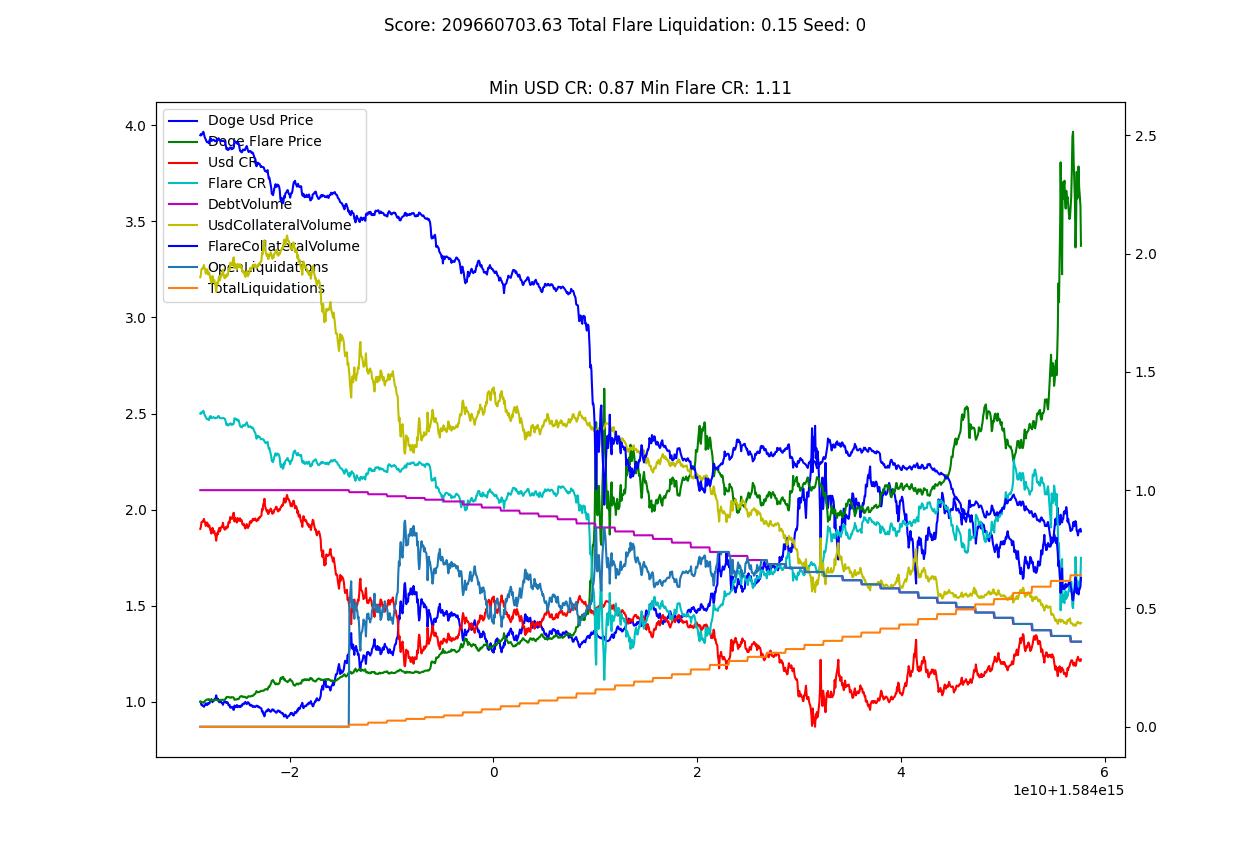 Score: 209660703.63 Total Flare Liquidation: 0.15 Seed: 0
Min USD CR: 0.87 Min Flare CR: 1.11
Doge Usd Price
Doge Flare Price
Usd CR
Flare CR
DebtVolume
UsdCollateralVolume
FlareCollateralVolume
OpenLiquidations
TotalLiquidations
4.0
3.5
3.0
2.5
2.0
1.5
1.0
2.5
2.0
1.5
1.0
0.5
0.0
−2 0 2 4 6
1e10+1.584e15